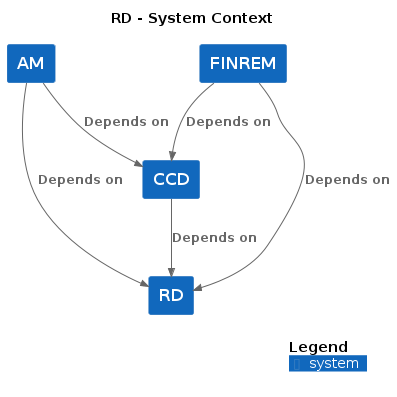 RD - System Context
AM
FINREM
Depends on
Depends on
CCD
Depends on
Depends on
Depends on
RD
Legend
system